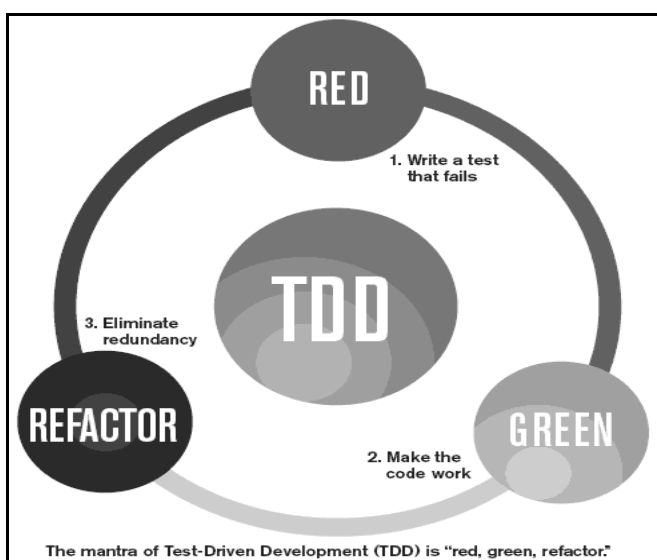 RED
1. Write a test
that fails
TDD
3. Eliminate
redundancy
REFACTOR
GREEN
2. Make the
code work
The mantra of Test-Driven Development (TDD) is “red, green, refactor.”